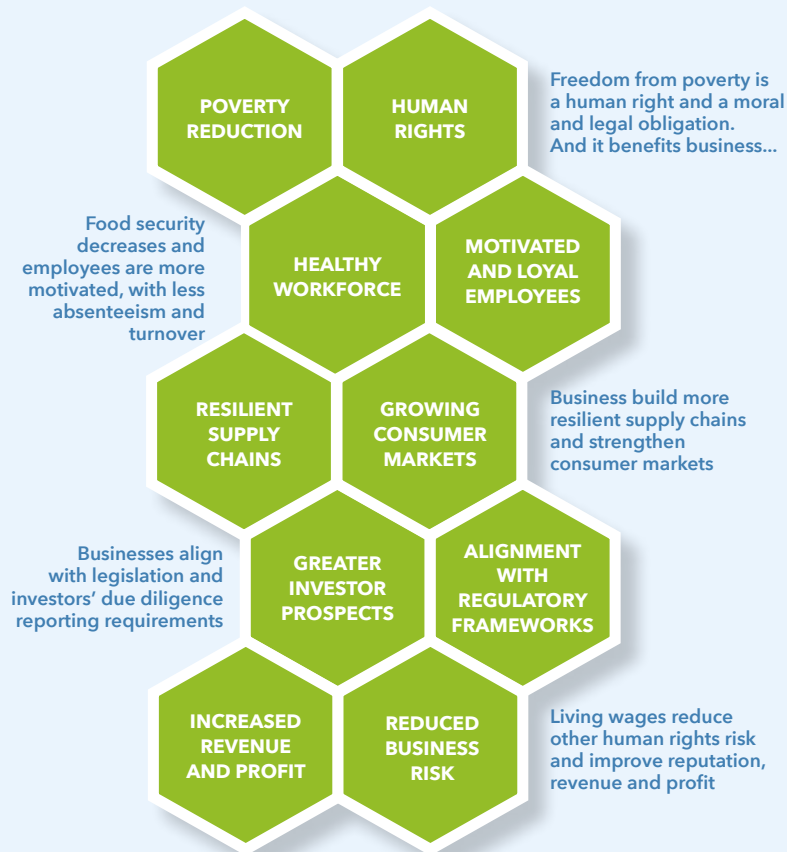 POVERTY
REDUCTION
HUMAN
RIGHTS
Freedom from poverty is
a human right and a moral
and legal obligation.
And it benefits business...
Food security
decreases and
employees are more
motivated, with less
absenteeism and
turnover
HEALTHY
WORKFORCE
MOTIVATED
AND LOYAL
EMPLOYEES
RESILIENT
SUPPLY
CHAINS
GROWING
CONSUMER
MARKETS
Business build more
resilient supply chains
and strengthen
consumer markets
Businesses align
with legislation and
investors’ due diligence
reporting requirements
GREATER
INVESTOR
PROSPECTS
ALIGNMENT
WITH
REGULATORY
FRAMEWORKS
INCREASED
REVENUE
AND PROFIT
REDUCED
BUSINESS
RISK
Living wages reduce
other human rights risk
and improve reputation,
revenue and profit